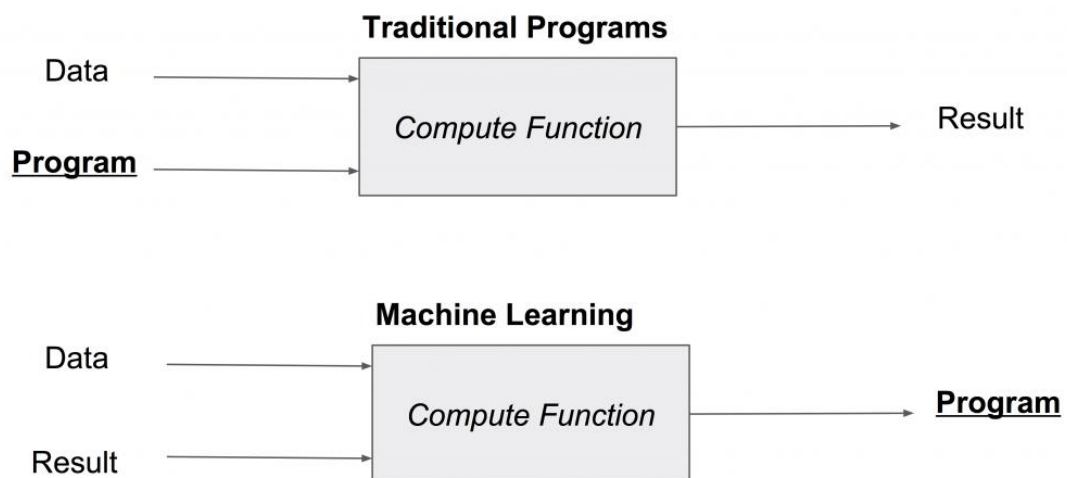 Traditional Programs
Data
Compute Function
Result
Program
Machine Learning
Data
Compute Function
Program
Result